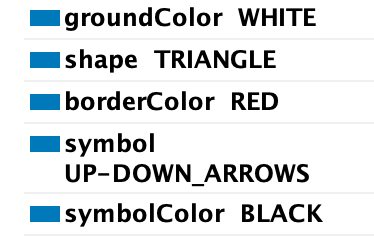 groundColor WHITE
shape TRIANGLE
borderColor RED
symbol
UP-DOWN_ARROWS
symbolColor BLACK